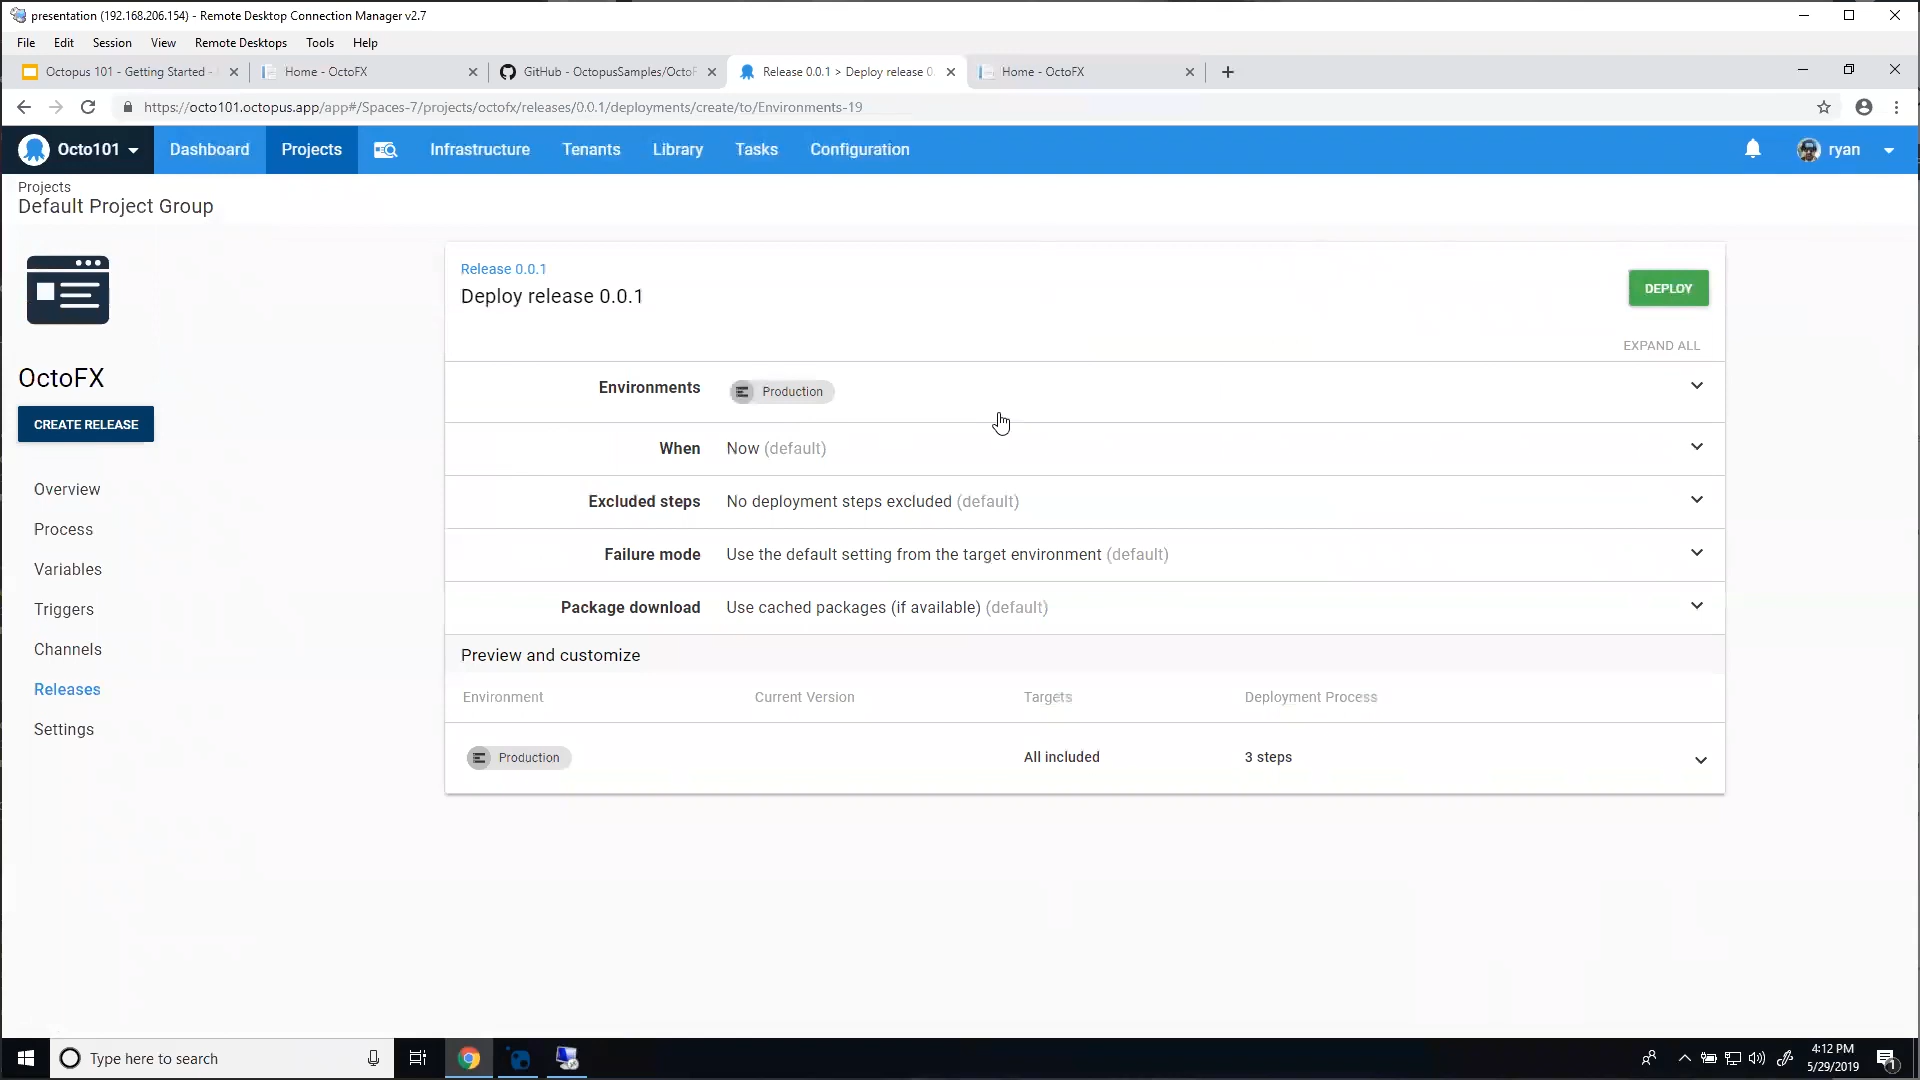 presentation (192.168.206.154) - Remote Desktop Connection Manager v2.7
File Edit Session View Remote Desktops Tools Help
Octopus 101 - Getting Started - Home - OctoFX GitHub - OctopusSamples/OctoF Release 0.0.1 > Deploy release 0. Home - OctoFX
https://octo101.octopus.app/app#/Spaces-7/projects/octofx/releases/0.0.1/deployments/create/to/Environments-19
Octo101 Dashboard Projects Infrastructure Tenants Library Tasks Configuration ryan
Projects
Default Project Group
OctoFX
CREATE RELEASE
Overview
Process
Variables
Triggers
Channels
Releases
Settings
Release 0.0.1
Deploy release 0.0.1
DEPLOY
EXPAND ALL
Environments Production
When Now (default)
Excluded steps No deployment steps excluded (default)
Failure mode Use the default setting from the target environment (default)
Package download Use cached packages (if available) (default)
Preview and customize
Environment Current Version Targets Deployment Process
Production All included 3 steps
Type here to search
4:12 PM
5/29/2019
1